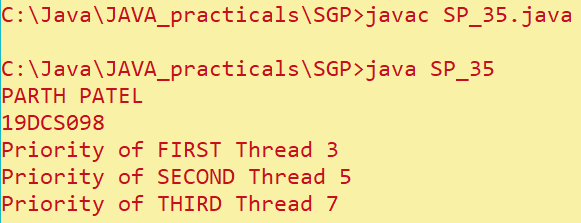 C:\Java\JAVA_practicals\SGP>javac SP_35.java
C:\Java\JAVA_practicals\SGP>java SP_35
PARTH PATEL
19DCS098
Priority of FIRST Thread 3
Priority of SECOND Thread 5
Priority of THIRD Thread 7